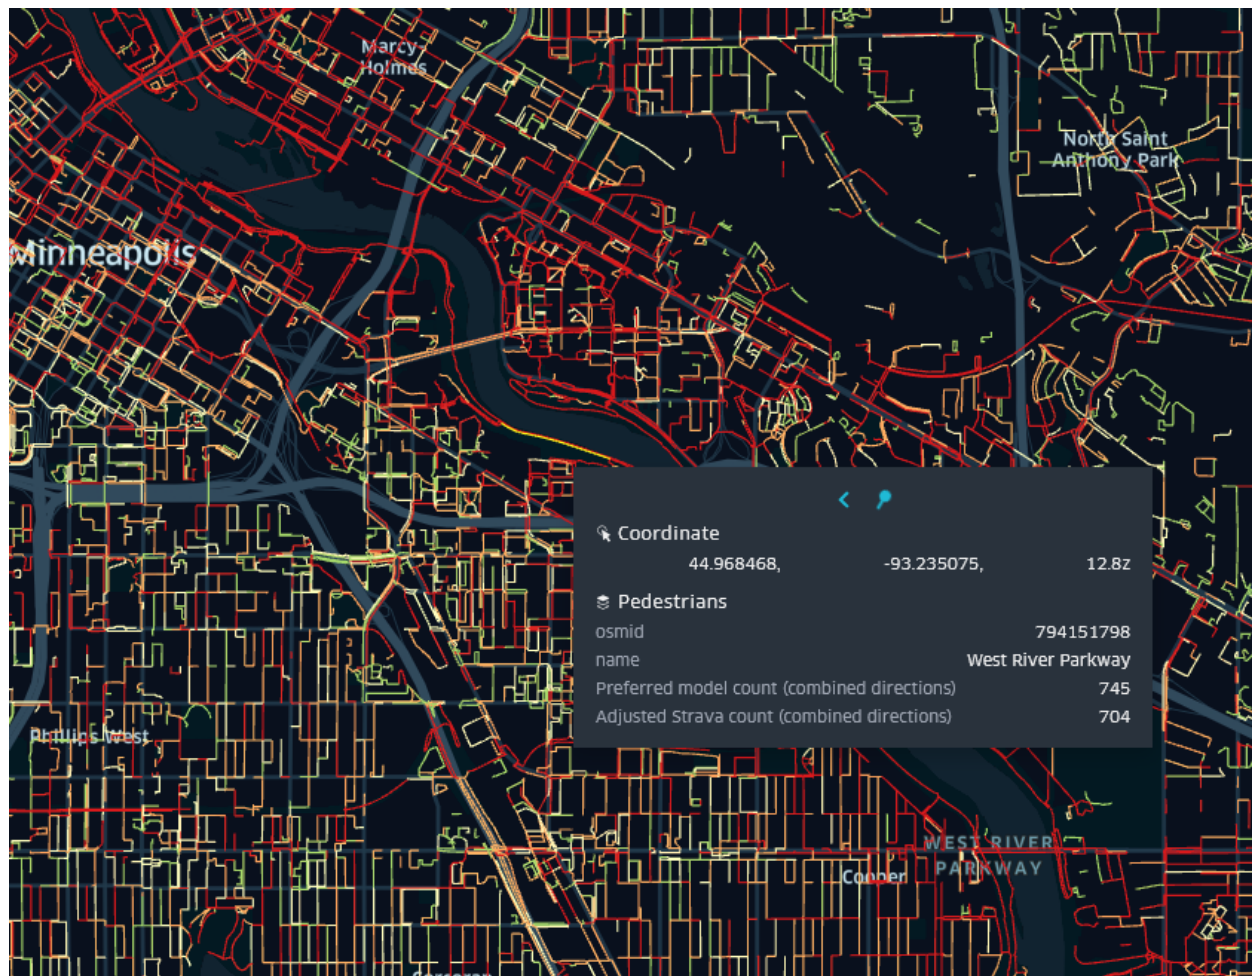 Marcy-
Holmes
North Saint
Anthony Park
Minneapolis
Coordinate
44.968468, -93.235075, 12.8z
Pedestrians
osmid 794151798
name West River Parkway
Preferred model count (combined directions) 745
Adjusted Strava count (combined directions) 704
Phillips West
WEST RIVER
PARKWAY
Cooper
Corcoran